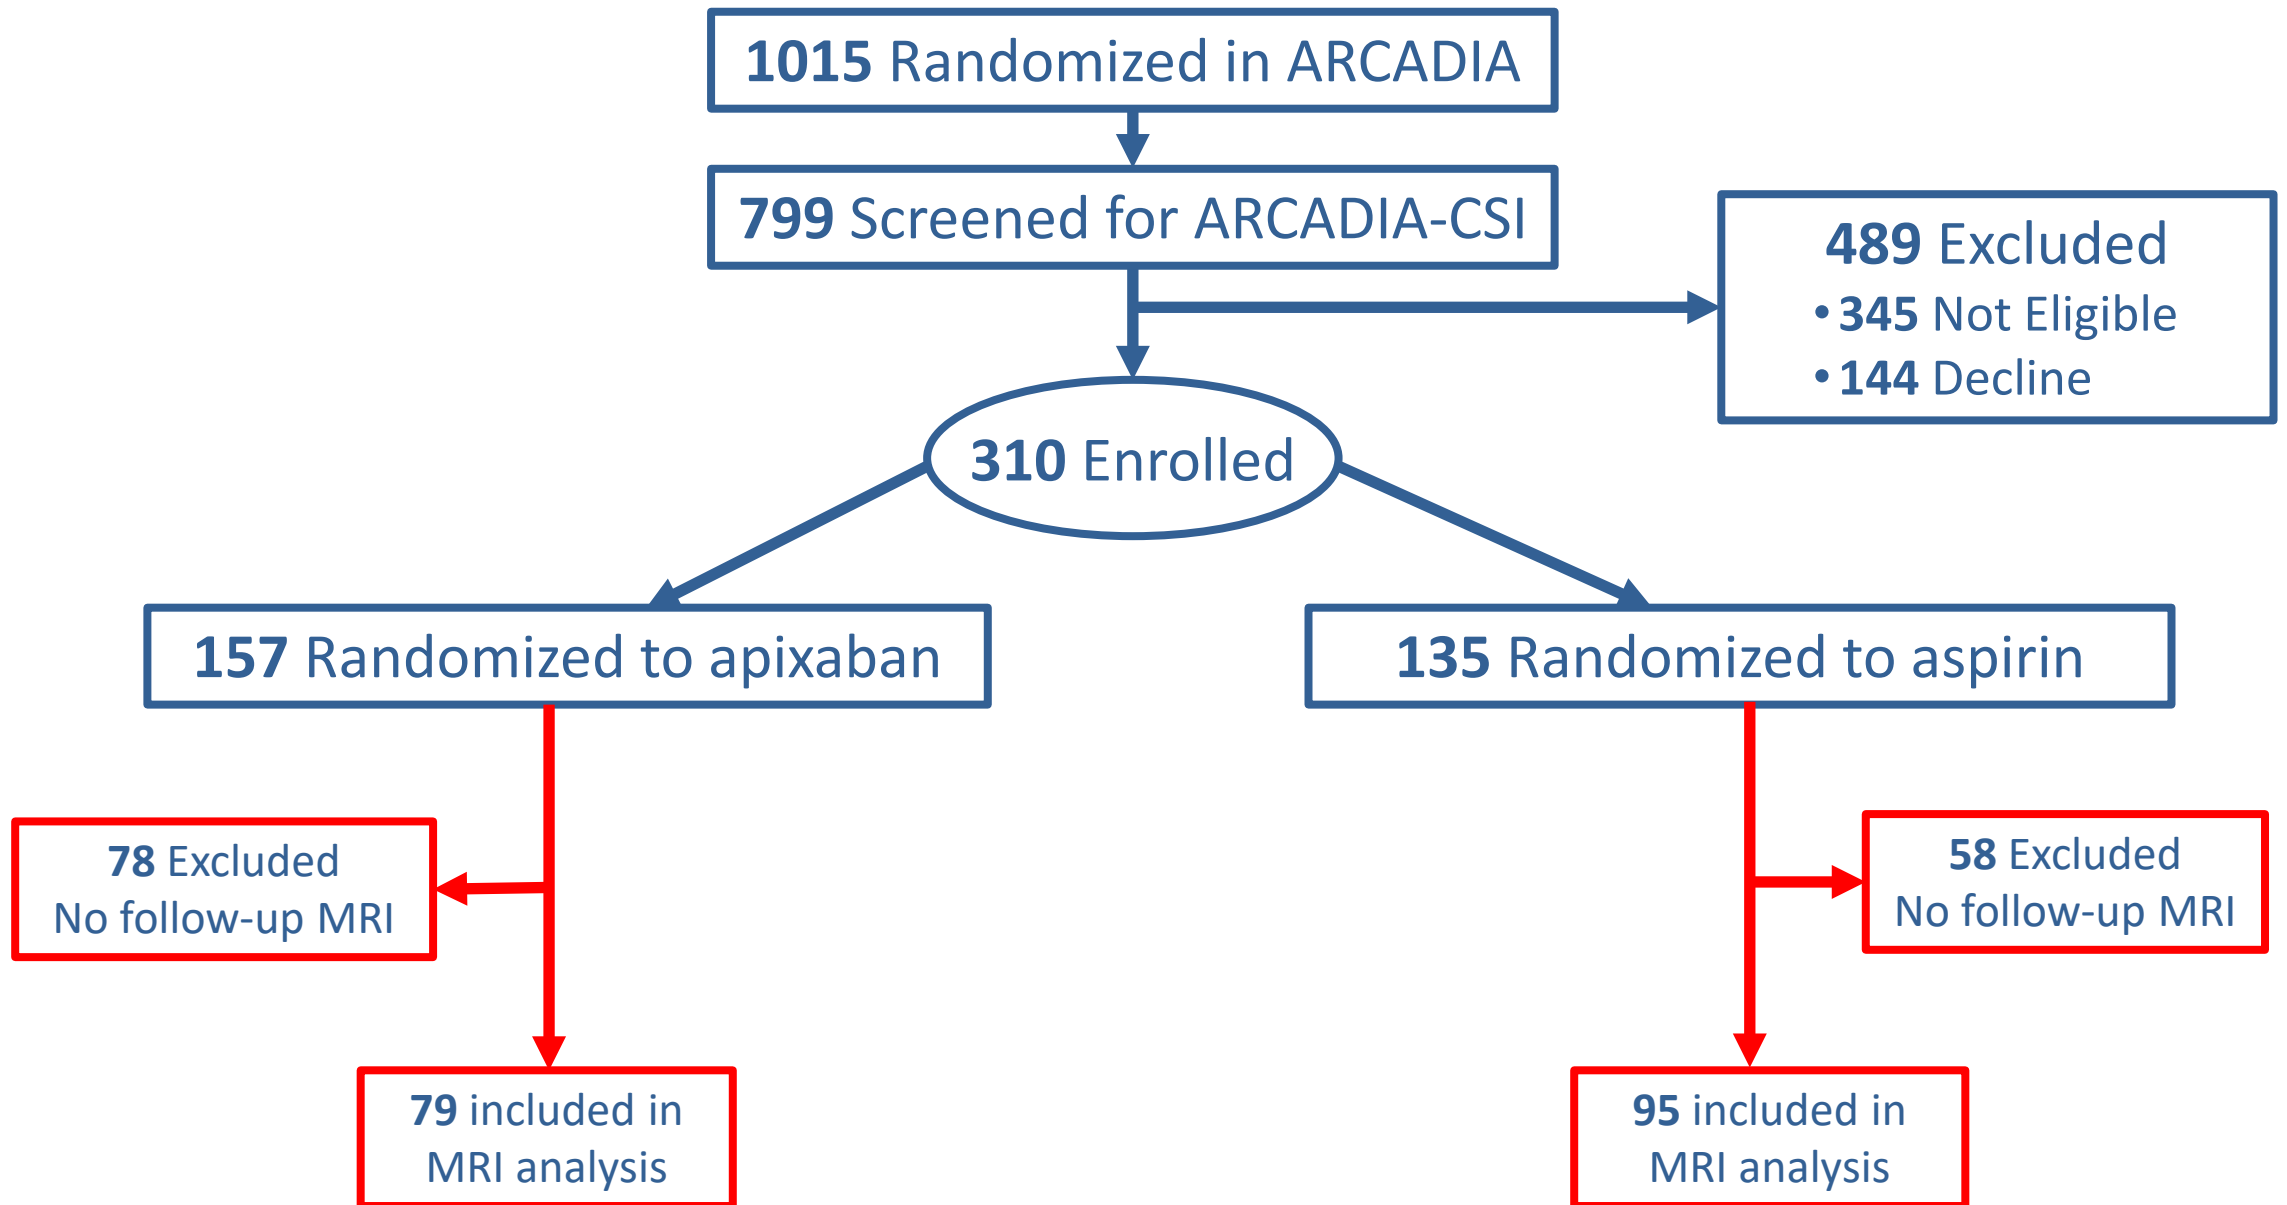 1015 Randomized in ARCADIA
799 Screened for ARCADIA-CSI
489 Excluded
• 345 Not Eligible
• 144 Decline
310 Enrolled
157 Randomized to apixaban
135 Randomized to aspirin
78 Excluded
No follow-up MRI
58 Excluded
No follow-up MRI
79 included in
MRI analysis
95 included in
MRI analysis